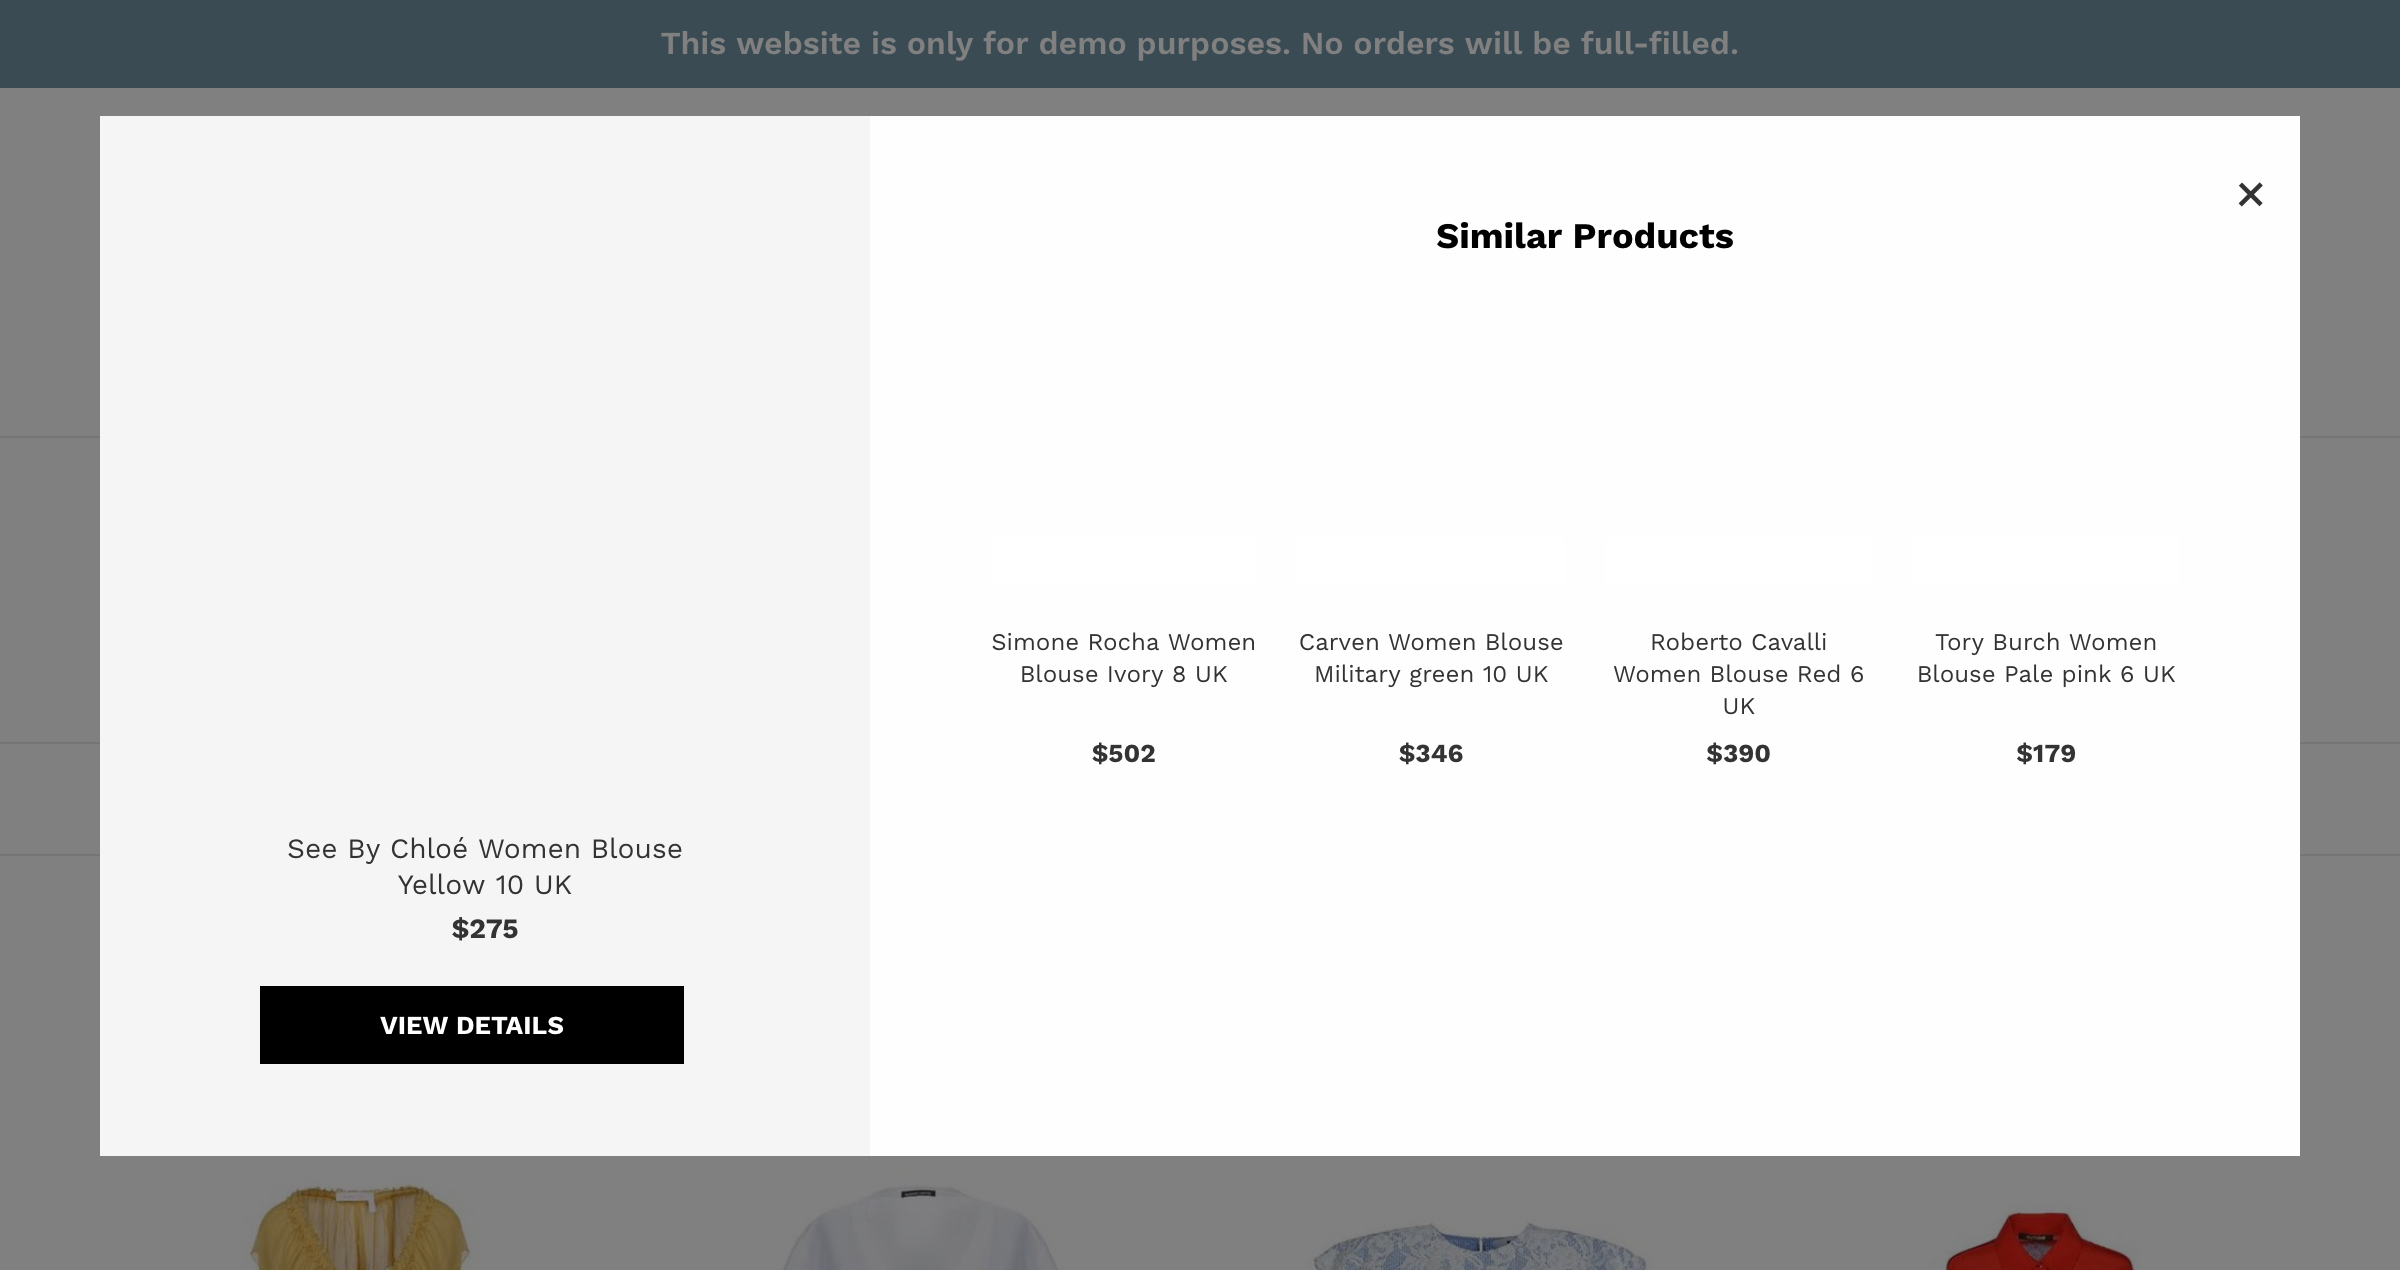 This website is only for demo purposes. No orders will be full-filled.
Similar Products
Simone Rocha Women
Blouse Ivory 8 UK
$502
Carven Women Blouse
Military green 10 UK
$346
Roberto Cavalli
Women Blouse Red 6
UK
$390
Tory Burch Women
Blouse Pale pink 6 UK
$179
See By Chloé Women Blouse
Yellow 10 UK
$275
VIEW DETAILS